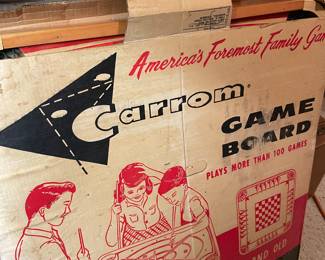 America's Foremost Family Gam
Carrom
GAME
BOARD
PLAYS MORE THAN 100 GAMES
AND OLD